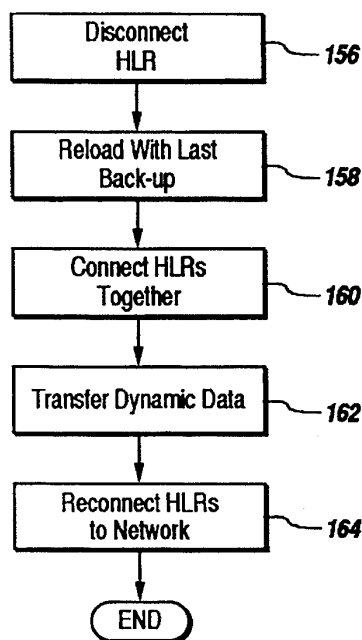 Disconnect
HLR
156
Reload With Last
Back-up
158
Connect HLRs
Together
160
Transfer Dynamic Data
162
Reconnect HLRs
to Network
164
END